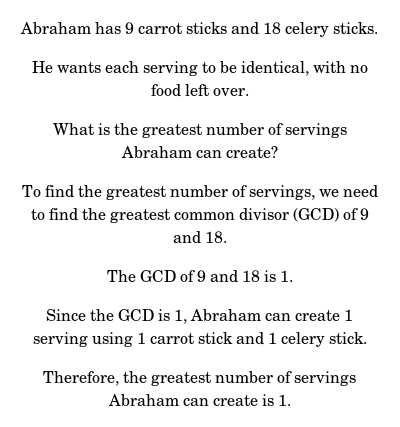 Abraham has 9 carrot sticks and 18 celery sticks.
He wants each serving to be identical, with no
food left over.
What is the greatest number of servings
Abraham can create?
To find the greatest number of servings, we need
to find the greatest common divisor (GCD) of 9
and 18.
The GCD of 9 and 18 is 1.
Since the GCD is 1, Abraham can create 1
serving using 1 carrot stick and 1 celery stick.
Therefore, the greatest number of servings
Abraham can create is 1.